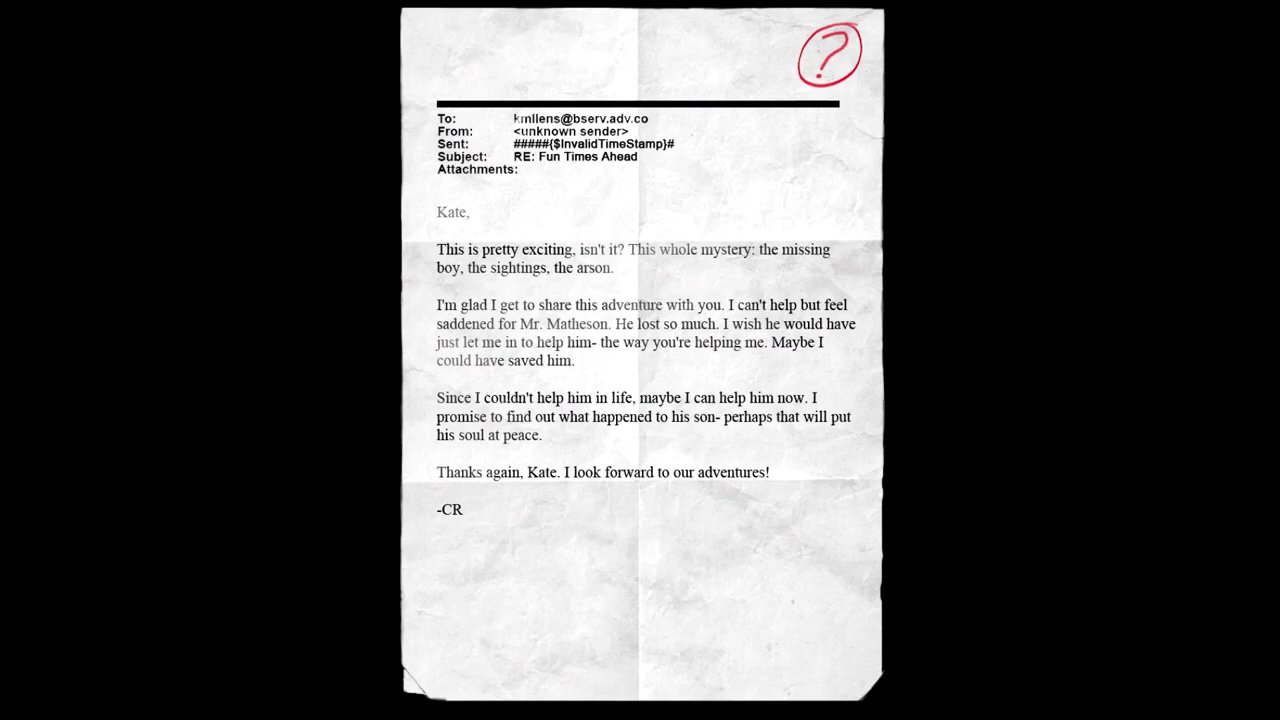 ?
To: kmllens@bserv.adv.co
From: <unknown sender>
Sent: #####{$InvalidTimeStamp}#
Subject: RE: Fun Times Ahead
Attachments:
Kate,
This is pretty exciting, isn't it? This whole mystery: the missing
boy, the sightings, the arson.
I'm glad I get to share this adventure with you. I can't help but feel
saddened for Mr. Matheson. He lost so much. I wish he would have
just let me in to help him- the way you're helping me. Maybe I
could have saved him.
Since I couldn't help him in life, maybe I can help him now. I
promise to find out what happened to his son- perhaps that will put
his soul at peace.
Thanks again, Kate. I look forward to our adventures!
-CR